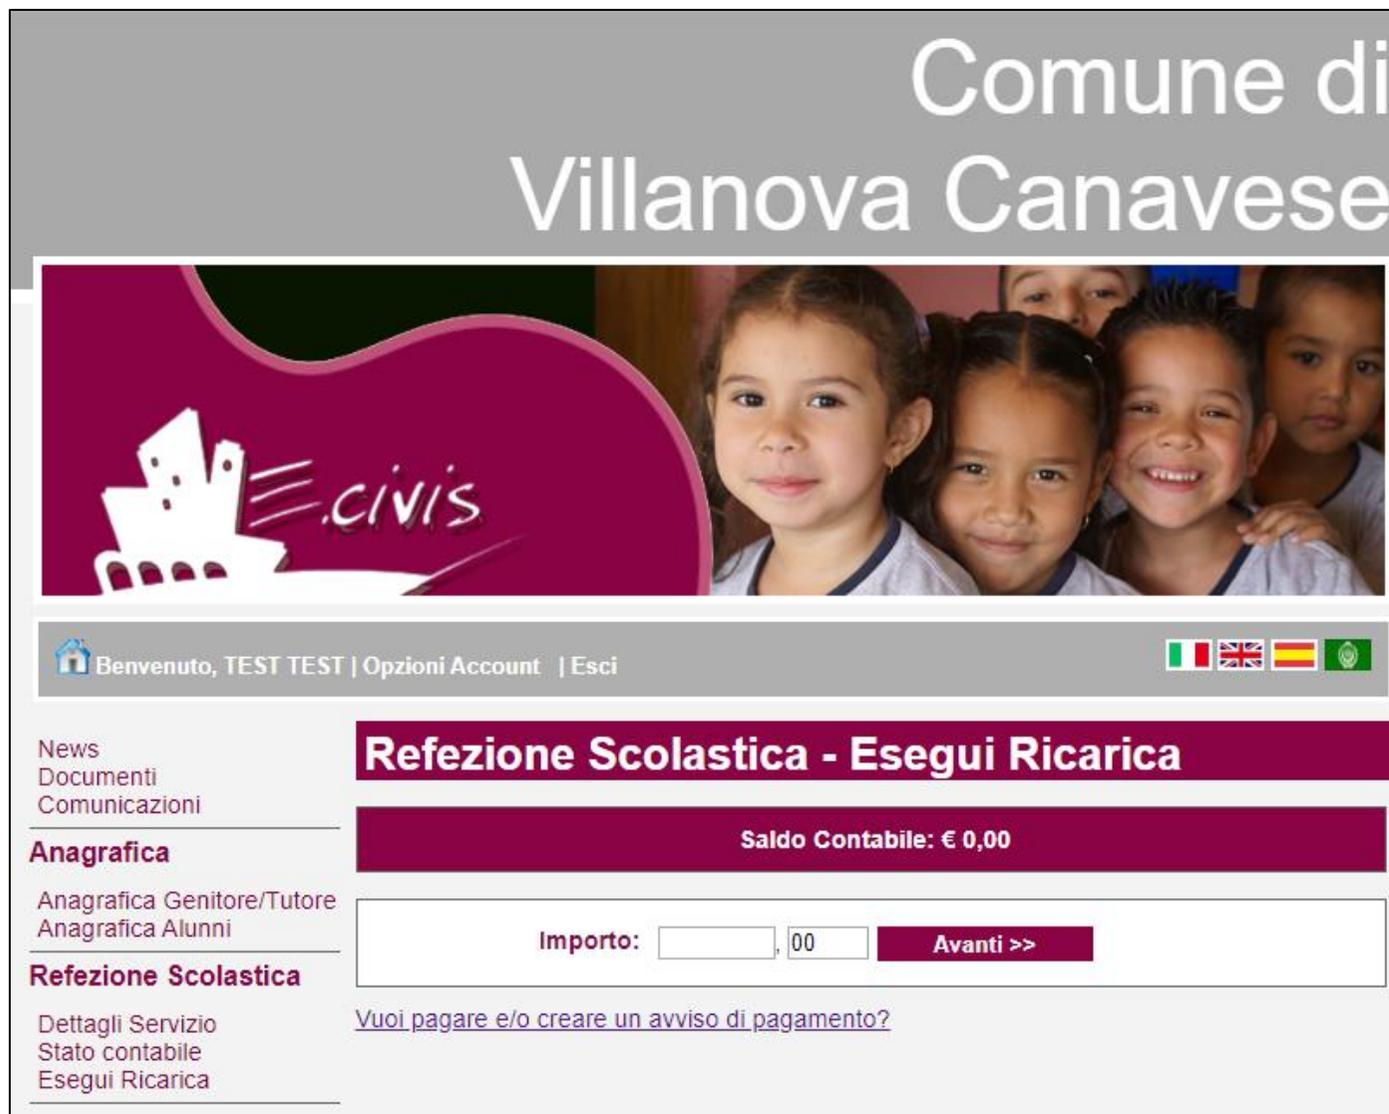 Comune di
Villanova Canavese
E.civis
Benvenuto, TEST TEST | Opzioni Account | Esci
News
Documenti
Comunicazioni
Anagrafica
Anagrafica Genitore/Tutore
Anagrafica Alunni
Refezione Scolastica
Dettagli Servizio
Stato contabile
Esegui Ricarica
Refezione Scolastica - Esegui Ricarica
Saldo Contabile: € 0,00
Importo: , 00 Avanti >>
Vuoi pagare e/o creare un avviso di pagamento?